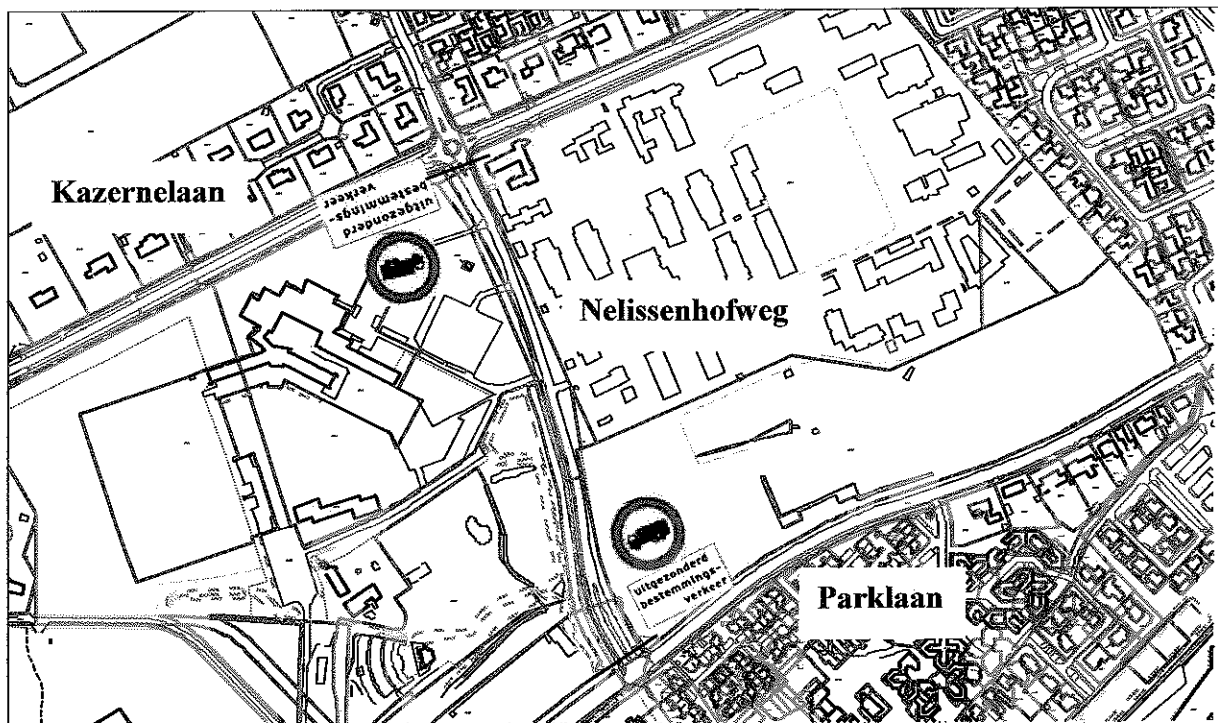 Kazernelaan
uitgezonderd
bestemmings-
verkeer
Nelissenhofweg
uitgezonderd
bestemmings-
verkeer
Parklaan